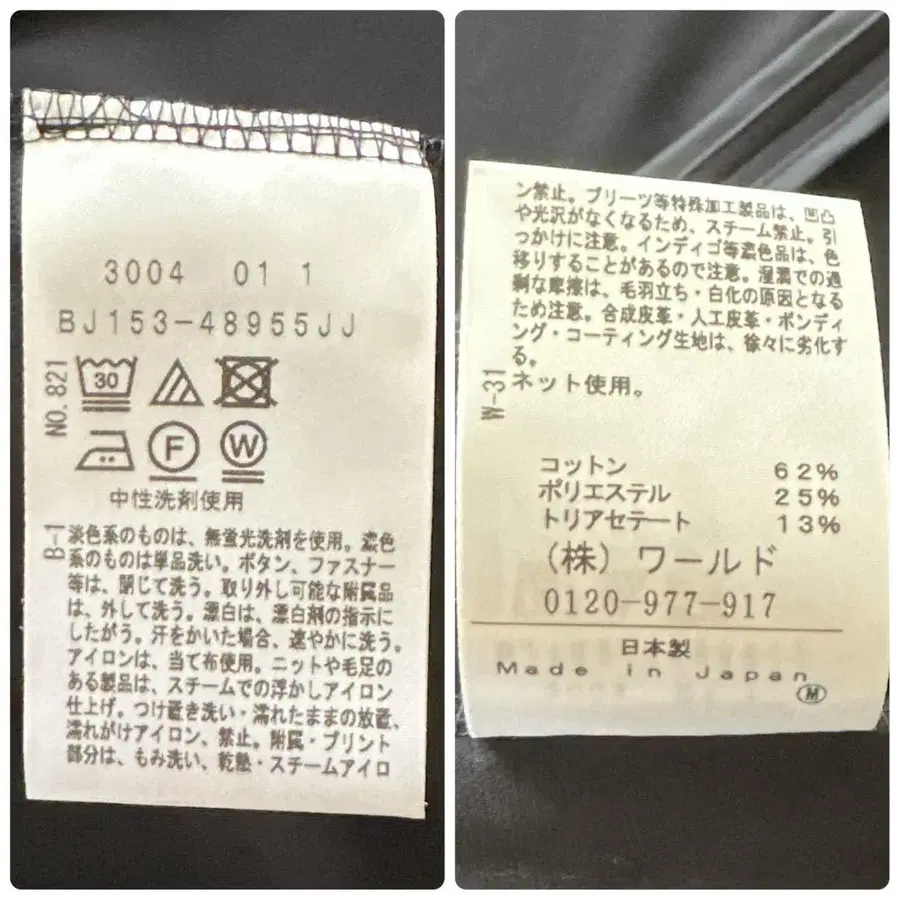 3004 01 1
BJ153-48955JJ
NO.821
30
F
W
中性洗剤使用
B-1
淡色系のものは、無蛍光洗剤を使用。濃色
系のものは単品洗い。ボタン、ファスナー
等は、閉じて洗う。取り外し可能な附属品
は、外して洗う。漂白は、漂白剤の指示に
したがう。汗をかいた場合、速やかに洗う。
アイロンは、当て布使用。ニットや毛足の
ある製品は、スチームでの浮かしアイロン
仕上げ。つけ置き洗い・濡れたままの放置、
濡れがけアイロン、禁止。附属・プリント
部分は、もみ洗い、乾熱・スチームアイロ
ン禁止。プリーツ等特殊加工製品は、凹凸
や光沢がなくなるため、スチーム禁止。引
っかけに注意。インディゴ等濃色品は、色
移りすることがあるので注意。湿潤での過
剰な摩擦は、毛羽立ち・白化の原因となる
ため注意。合成皮革・人工皮革・ボンディ
ング・コーティング生地は、徐々に劣化す
る。
W-31
ネット使用。
コットン 62%
ポリエステル 25%
トリアセテート 13%
（株）ワールド
0120-977-917
日本製
Made in Japan
M